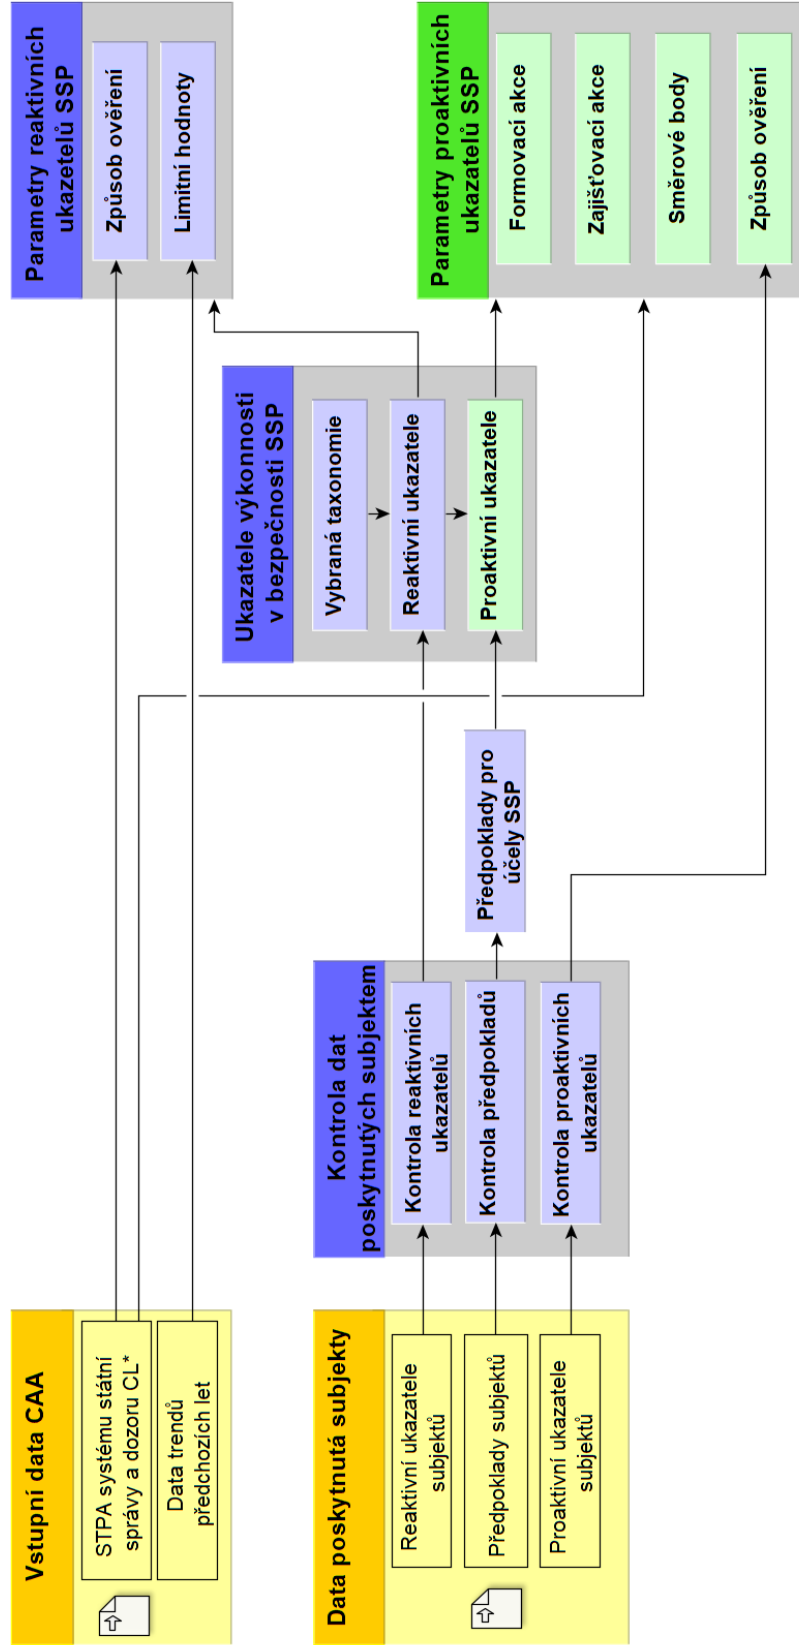 Vstupní data CAA
STPA systému státní
správy a dozoru CL*
Data trendů
předchozích let
Data poskytnutá subjekty
Reaktivní ukazatele
subjektů
Předpoklady subjektů
Proaktivní ukazatele
subjektů
Kontrola dat
poskytnutých subjektem
Kontrola reaktivních
ukazatelů
Kontrola předpokladů
Kontrola proaktivních
ukazatelů
Předpoklady pro
účely SSP
Ukazatele výkonnosti
v bezpečnosti SSP
Vybraná taxonomie
Reaktivní ukazatele
Proaktivní ukazatele
Parametry reaktivních
ukazetelů SSP
Způsob ověření
Limitní hodnoty
Parametry proaktivních
ukazatelů SSP
Formovací akce
Zajišťovací akce
Směrové body
Způsob ověření